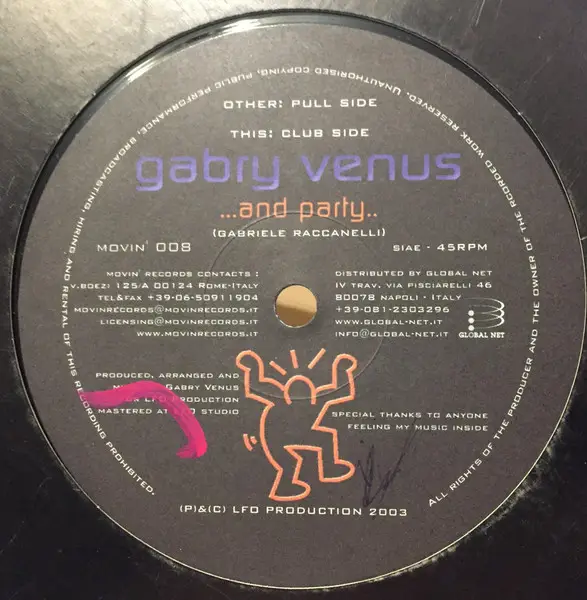 UNAUTHORISED COPYING, PUBLIC PERFORMANCE, BROADCASTING, HIRING AND RENTAL OF THIS RECORDING PROHIBITED.
ALL RIGHTS OF THE PRODUCER AND THE OWNER OF THE RCORDED WORK RESERVED.
OTHER: PULL SIDE
THIS: CLUB SIDE
gabry venus
...and party..
(GABRIELE RACCANELLI)
MOVIN' 008
SIAE - 45RPM
MOVIN' RECORDS CONTACTS :
V.BOEZI 125/A 00124 ROME-ITALY
TEL&FAX +39-06-50911904
MOVINRECORDS@MOVINRECORDS.IT
LICENSING@MOVINRECORDS.IT
WWW.MOVINRECORDS.IT
DISTRIBUTED BY GLOBAL NET
IV TRAV. VIA PISCIARELLI 46
80078 NAPOLI - ITALY
+39-081-2303296
WWW.GLOBAL-NET.IT
INFO@GLOBAL-NET.IT
GLOBAL NET
PRODUCED, ARRANGED AND
GABRY VENUS
LFO PRODUCTION
MASTERED AT LFO STUDIO
SPECIAL THANKS TO ANYONE
FEELING MY MUSIC INSIDE
(P)&(C) LFO PRODUCTION 2003